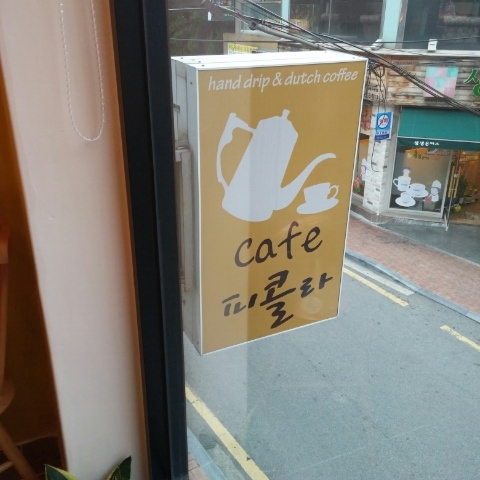 hand drip & dutch coffee
cafe
피콜라